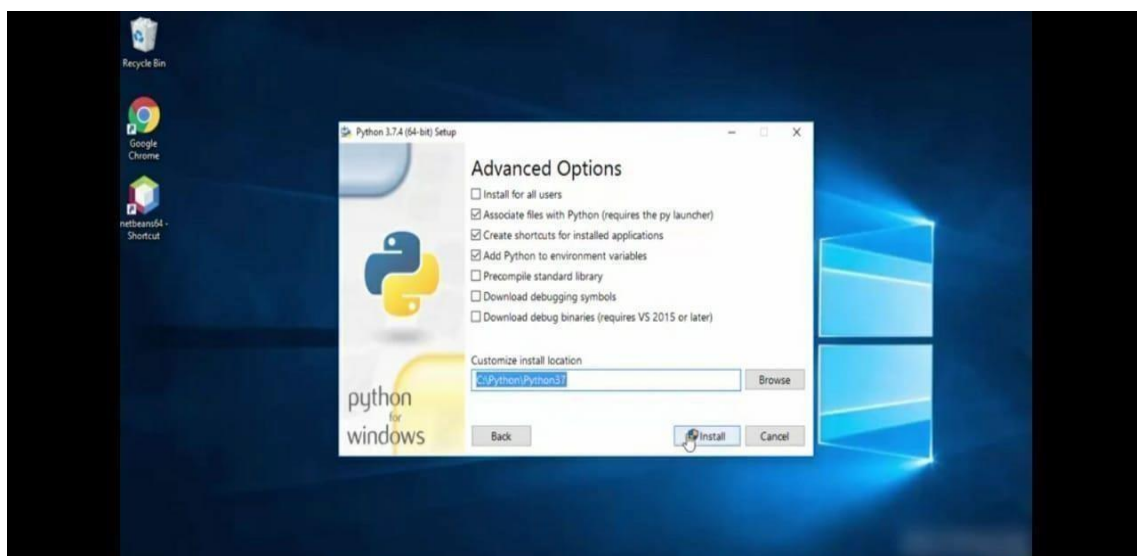 Recycle Bin
Google
Chrome
netbeans64 -
Shortcut
Python 3.7.4 (64-bit) Setup
Advanced Options
Install for all users
Associate files with Python (requires the py launcher)
Create shortcuts for installed applications
Add Python to environment variables
Precompile standard library
Download debugging symbols
Download debug binaries (requires VS 2015 or later)
Customize install location
C:\Python\Python37
Browse
python
for
windows
Back
Install
Cancel